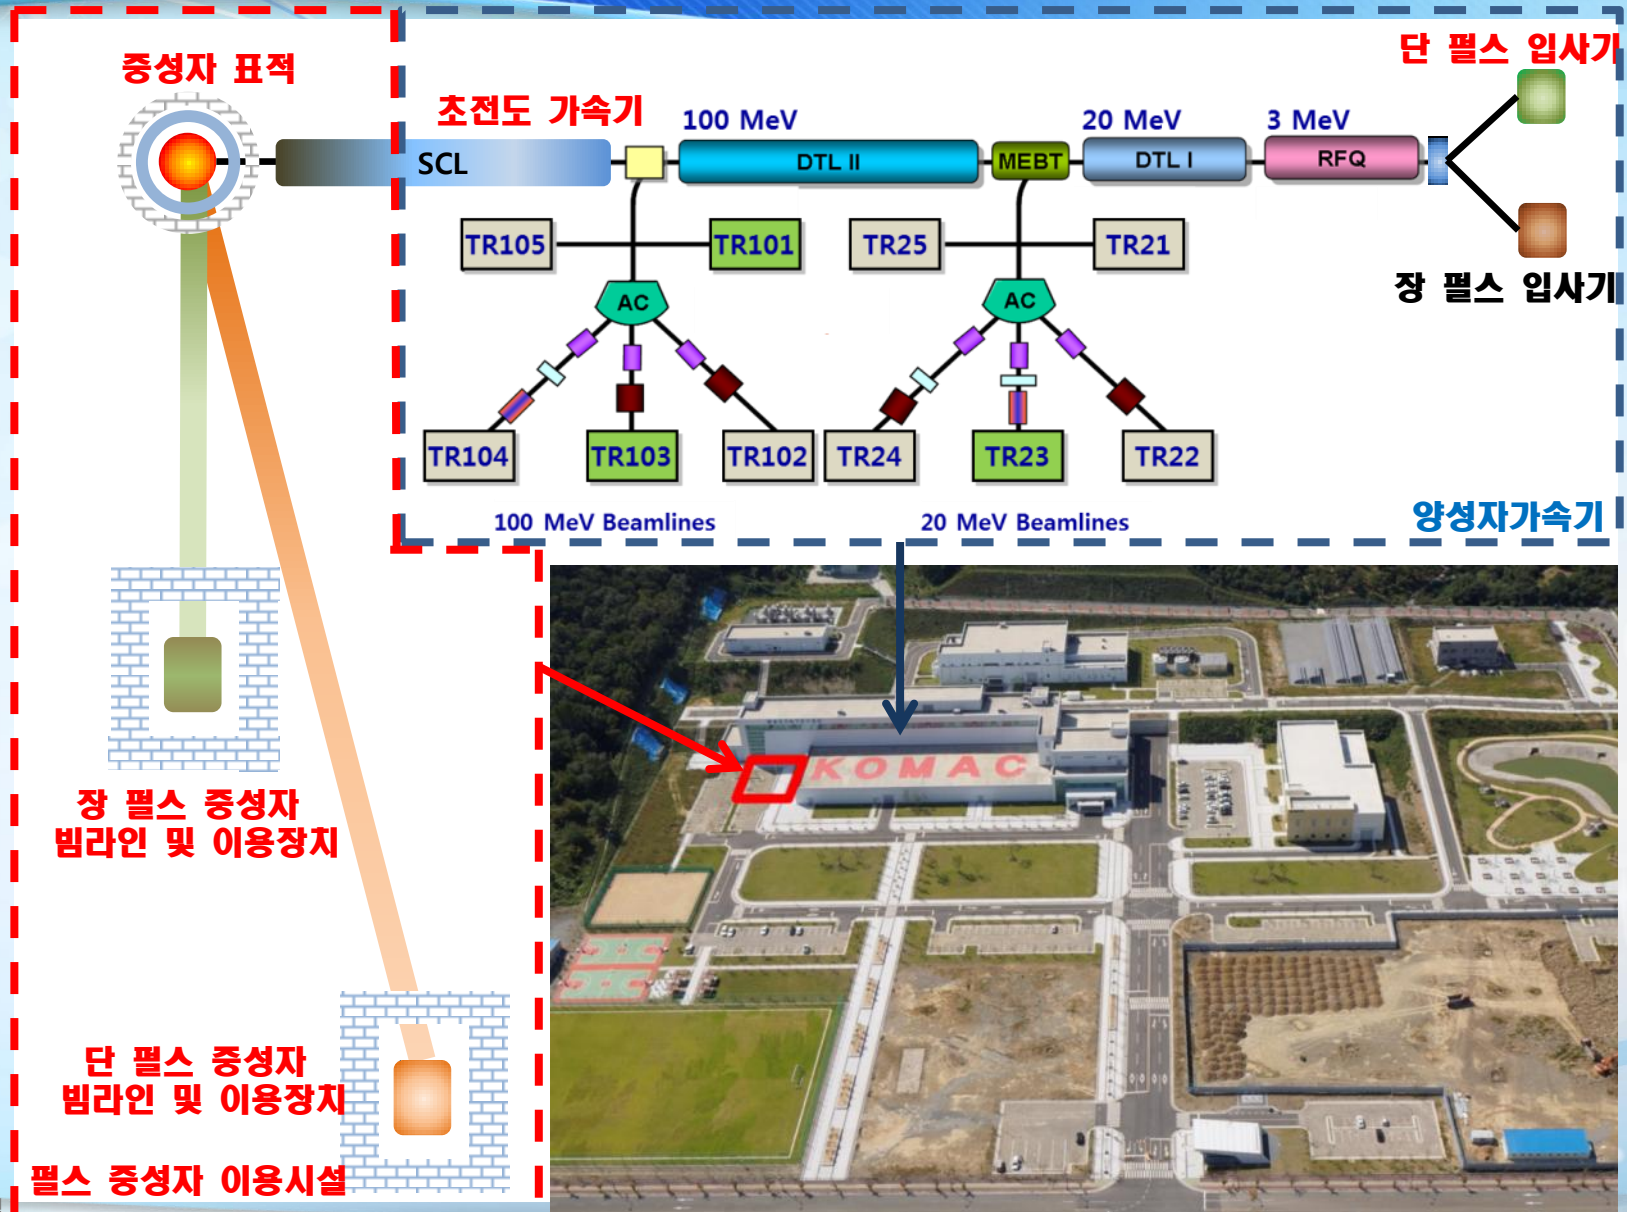 중성자 표적
단 펄스 입사기
초전도 가속기
100 MeV
20 MeV
3 MeV
SCL
DTL II
MEBT
DTL I
RFQ
TR105
TR101
TR25
TR21
장 펄스 입사기
AC
AC
TR104
TR103
TR102
TR24
TR23
TR22
100 MeV Beamlines
20 MeV Beamlines
양성자가속기
KOMAC
장 펄스 중성자
빔라인 및 이용장치
단 펄스 중성자
빔라인 및 이용장치
펄스 중성자 이용시설